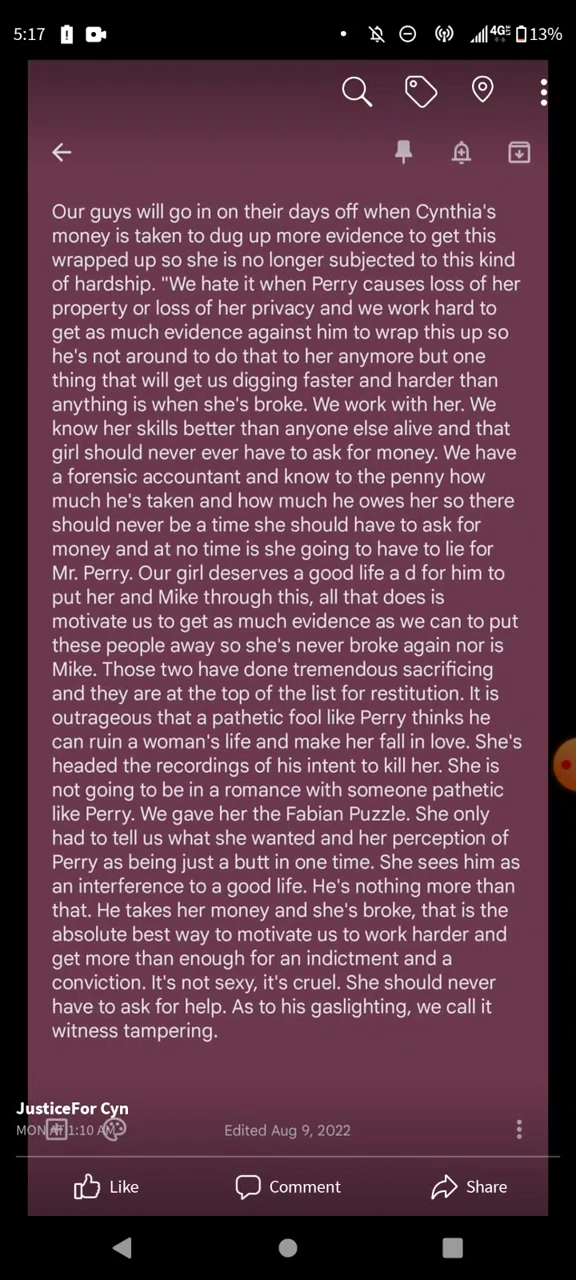 5:17
4G
13%
Our guys will go in on their days off when Cynthia's
money is taken to dug up more evidence to get this
wrapped up so she is no longer subjected to this kind
of hardship. "We hate it when Perry causes loss of her
property or loss of her privacy and we work hard to
get as much evidence against him to wrap this up so
he's not around to do that to her anymore but one
thing that will get us digging faster and harder than
anything is when she's broke. We work with her. We
know her skills better than anyone else alive and that
girl should never ever have to ask for money. We have
a forensic accountant and know to the penny how
much he's taken and how much he owes her so there
should never be a time she should have to ask for
money and at no time is she going to have to lie for
Mr. Perry. Our girl deserves a good life a d for him to
put her and Mike through this, all that does is
motivate us to get as much evidence as we can to put
these people away so she's never broke again nor is
Mike. Those two have done tremendous sacrificing
and they are at the top of the list for restitution. It is
outrageous that a pathetic fool like Perry thinks he
can ruin a woman's life and make her fall in love. She's
headed the recordings of his intent to kill her. She is
not going to be in a romance with someone pathetic
like Perry. We gave her the Fabian Puzzle. She only
had to tell us what she wanted and her perception of
Perry as being just a butt in one time. She sees him as
an interference to a good life. He's nothing more than
that. He takes her money and she's broke, that is the
absolute best way to motivate us to work harder and
get more than enough for an indictment and a
conviction. It's not sexy, it's cruel. She should never
have to ask for help. As to his gaslighting, we call it
witness tampering.
JusticeFor Cyn
MON AT 1:10 AM
Edited Aug 9, 2022
Like
Comment
Share